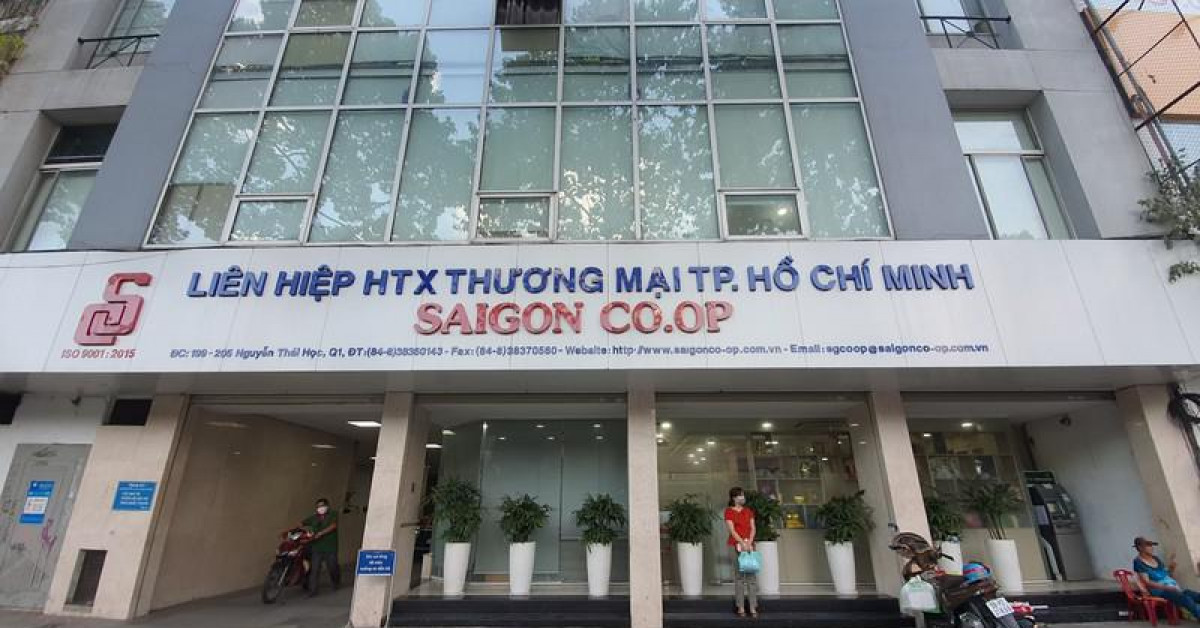 LIÊN HIỆP HTX THƯƠNG MẠI TP. HỒ CHÍ MINH
SAIGON CO.OP
ISO 9001 : 2015
ĐC: 199 - 205 Nguyễn Thái Học, Q1, ĐT:(84-8)38360143 - Fax:(84-8)38370560 - Website: http://www.saigonco-op.com.vn - Email: sgcoop@saigonco-op.com.vn